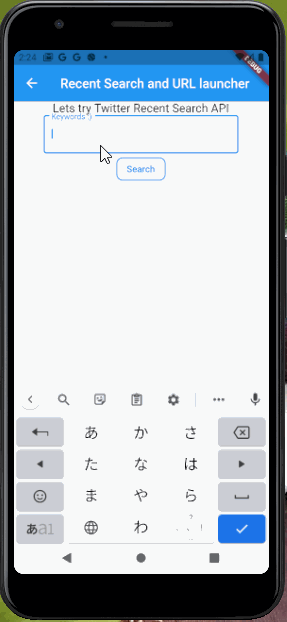 2:24
DEBUG
Recent Search and URL launcher
Lets try Twitter Recent Search API
Keywords :)
Search
あ か さ
た な は
ま や ら
あa1 わ